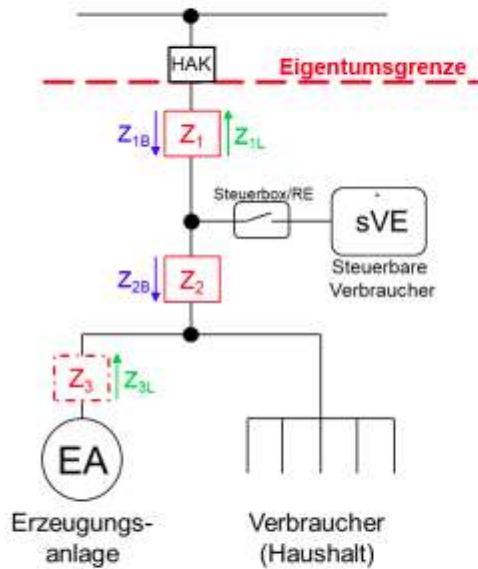 HAK
Eigentumsgrenze
Z1B
Z1
Z1L
Steuerbox/RE
sVE
Steuerbare
Verbraucher
Z2B
Z2
Z3
Z3L
EA
Erzeugungs-
anlage
Verbraucher
(Haushalt)